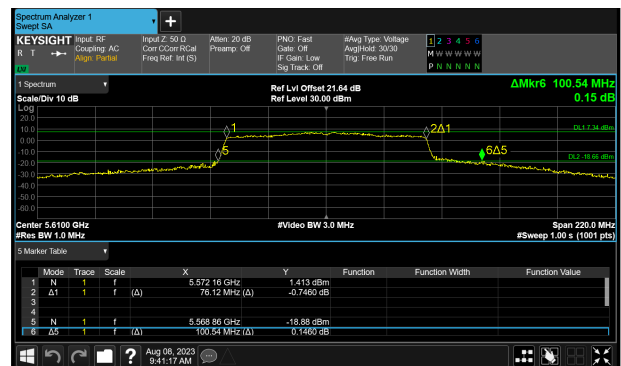 Spectrum Analyzer 1
Swept SA
KEYSIGHT Input: RF Input Z: 50 Ω Atten: 20 dB PNO: Fast #Avg Type: Voltage 1 2 3 4 5 6
R T Coupling: AC Corr CCorr RCal Preamp: Off Gate: Off Avg|Hold: 30/30 M W W W W W
Align: Partial Freq Ref: Int (S) IF Gain: Low Trig: Free Run
Sig Track: Off P N N N N N
LXI
1 Spectrum Ref Lvl Offset 21.64 dB ΔMkr6 100.54 MHz
Scale/Div 10 dB Ref Level 30.00 dBm 0.15 dB
Log
20.0
10.0 1 2Δ1 DL1 7.34 dBm
0.00
-10.0 5 6Δ5
-20.0 DL2 -18.66 dBm
-30.0
-40.0
-50.0
-60.0
Center 5.6100 GHz #Video BW 3.0 MHz Span 220.0 MHz
#Res BW 1.0 MHz #Sweep 1.00 s (1001 pts)
5 Marker Table
Mode Trace Scale X Y Function Function Width Function Value
1 N 1 f 5.572 16 GHz 1.413 dBm
2 Δ1 1 f (Δ) 76.12 MHz (Δ) -0.7460 dB
3
4
5 N 1 f 5.568 86 GHz -18.88 dBm
6 Δ5 1 f (Δ) 100.54 MHz (Δ) 0.1460 dB
? Aug 08, 2023
9:41:17 AM